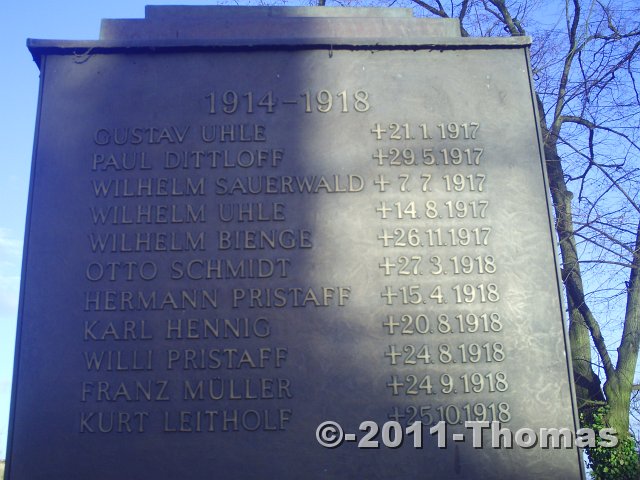 1914-1918
GUSTAV UHLE +21. 1. 1917
PAUL DITTLOFF +29. 5. 1917
WILHELM SAUERWALD + 7. 7. 1917
WILHELM UHLE +14. 8. 1917
WILHELM BIENGE +26. 11. 1917
OTTO SCHMIDT +27. 3. 1918
HERMANN PRISTAFF +15. 4. 1918
KARL HENNIG +20. 8. 1918
WILLI PRISTAFF +24. 8. 1918
FRANZ MÜLLER +24. 9. 1918
KURT LEITHOLF +25. 10. 1918
©-2011-Thomas